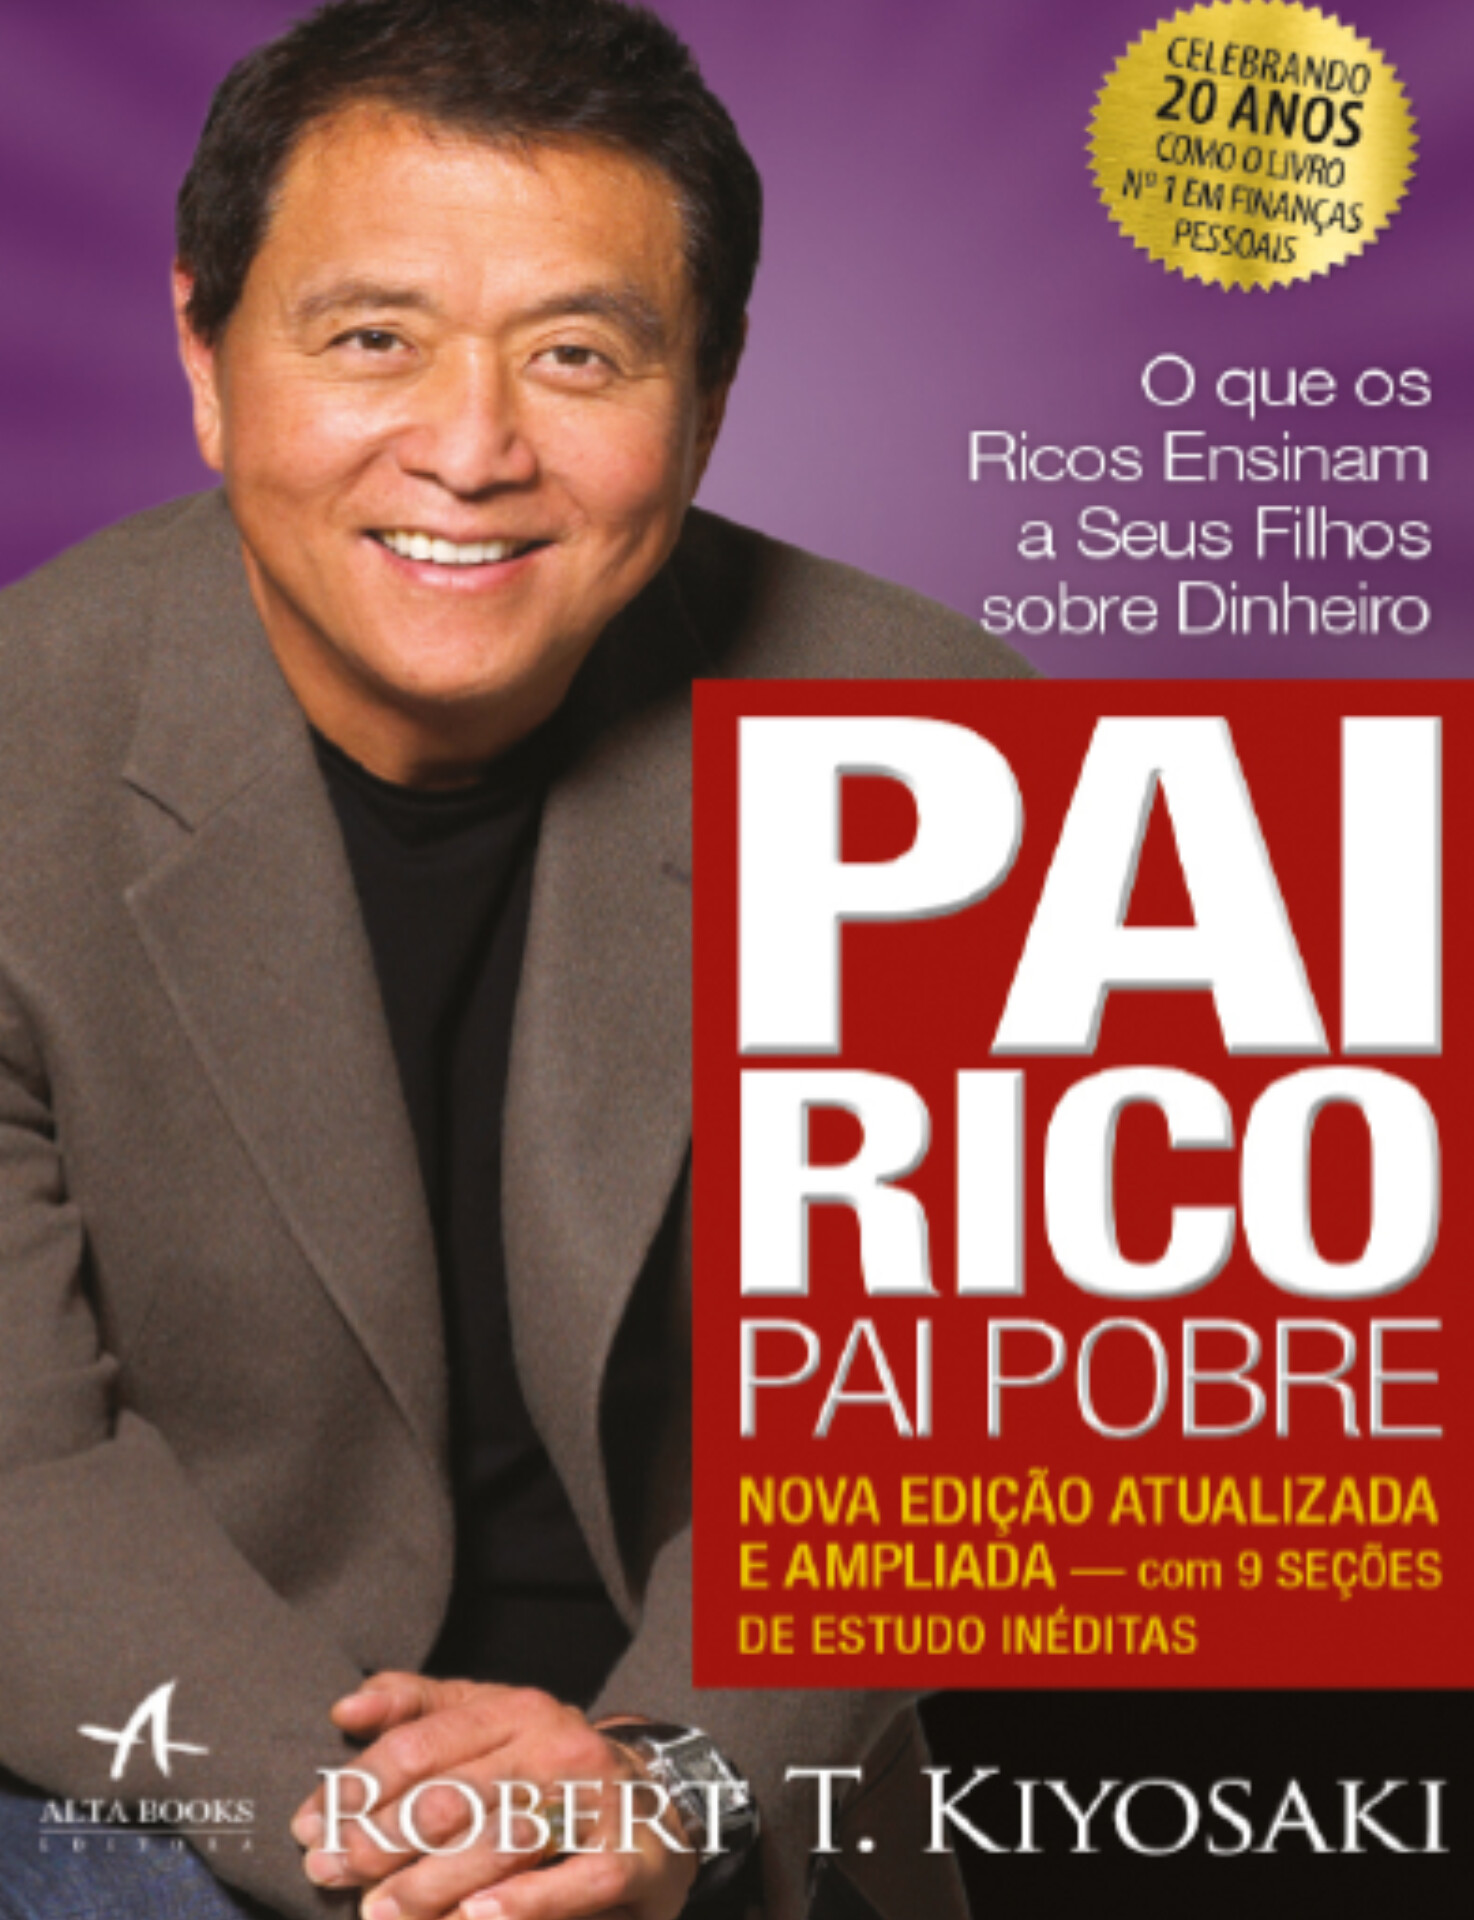 CELEBRANDO
20 ANOS
COMO O LIVRO
Nº 1 EM FINANÇAS
PESSOAIS
O que os
Ricos Ensinam
a Seus Filhos
sobre Dinheiro
PAI
RICO
PAI POBRE
NOVA EDIÇÃO ATUALIZADA
E AMPLIADA — com 9 SEÇÕES
DE ESTUDO INÉDITAS
ALTA BOOKS
EDITORA
ROBERT T. KIYOSAKI